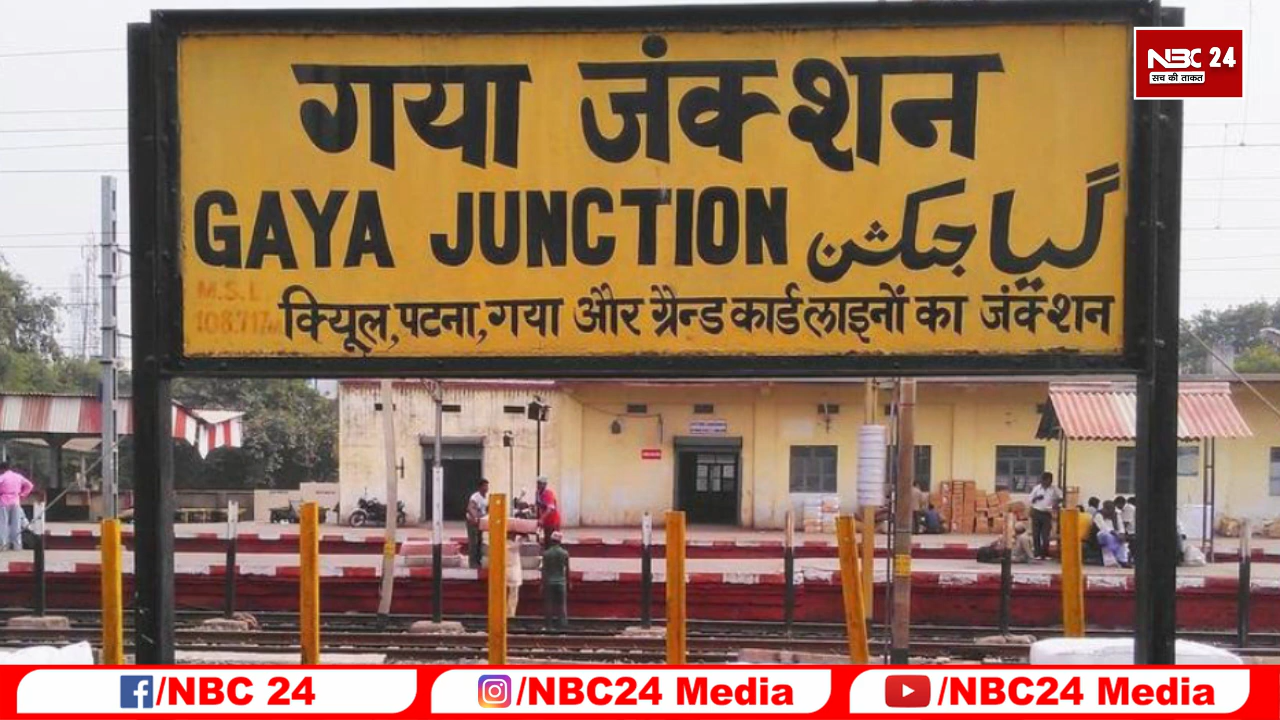 गया जंक्शन
GAYA JUNCTION گیا جنکشن
M.S.L
108.717m
क्यिूल, पटना, गया और ग्रैन्ड कार्ड लाइनों का जंक्शन
NBC 24
सच की ताकत
/NBC 24
/NBC24 Media
/NBC24 Media